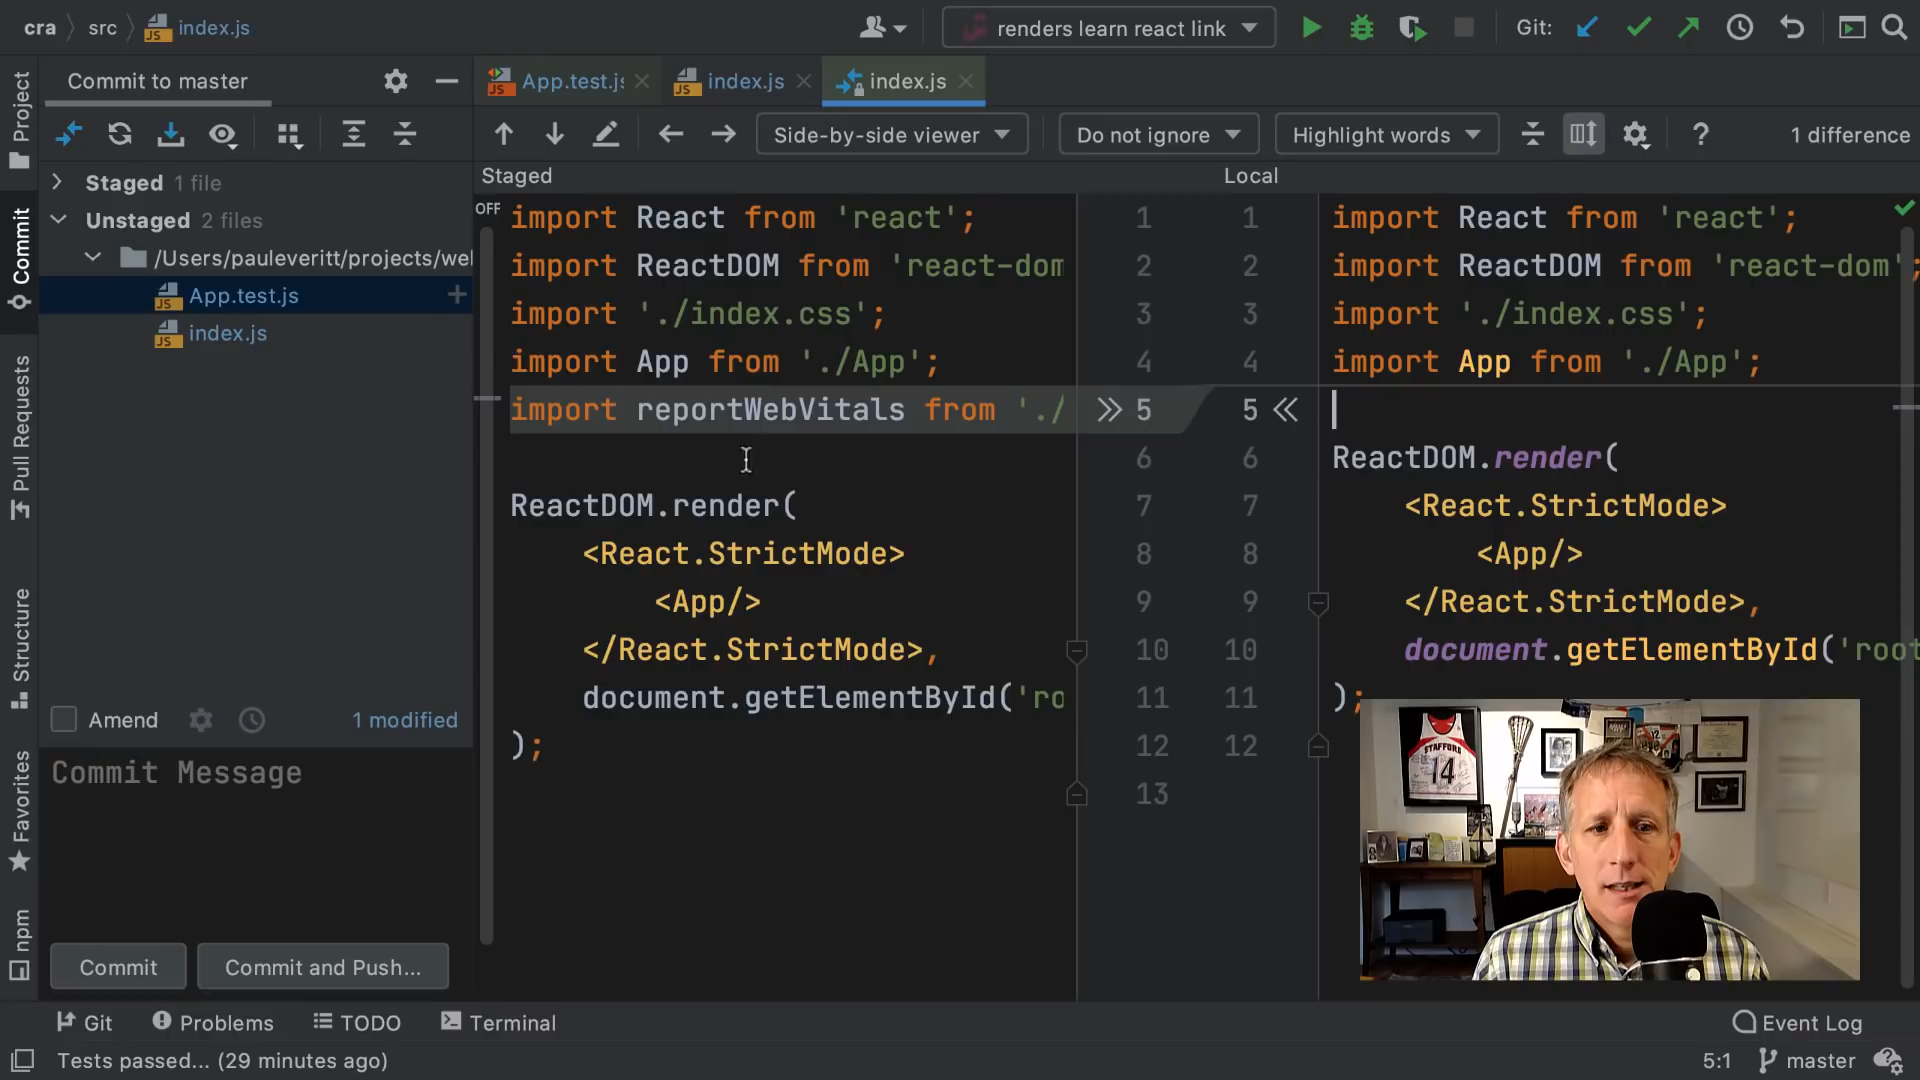 cra src index.js
renders learn react link
Git:
Project
Commit
Pull Requests
Structure
Favorites
npm
Commit to master
App.test.js
index.js
index.js
Side-by-side viewer
Do not ignore
Highlight words
?
1 difference
Staged 1 file
Unstaged 2 files
/Users/pauleveritt/projects/we
App.test.js
index.js
Amend
1 modified
Commit Message
Commit
Commit and Push...
Staged
OFF
import React from 'react';
import ReactDOM from 'react-dom
import './index.css';
import App from './App';
import reportWebVitals from './
ReactDOM.render(
<React.StrictMode>
<App/>
</React.StrictMode>,
document.getElementById('ro
);
1 1
2 2
3 3
4 4
5 5
6 6
7 7
8 8
9 9
10 10
11 11
12 12
13
Local
import React from 'react';
import ReactDOM from 'react-dom';
import './index.css';
import App from './App';
ReactDOM.render(
<React.StrictMode>
<App/>
</React.StrictMode>,
document.getElementById('root
);
STAFFORD
14
Git
Problems
TODO
Terminal
Event Log
Tests passed... (29 minutes ago)
5:1
master